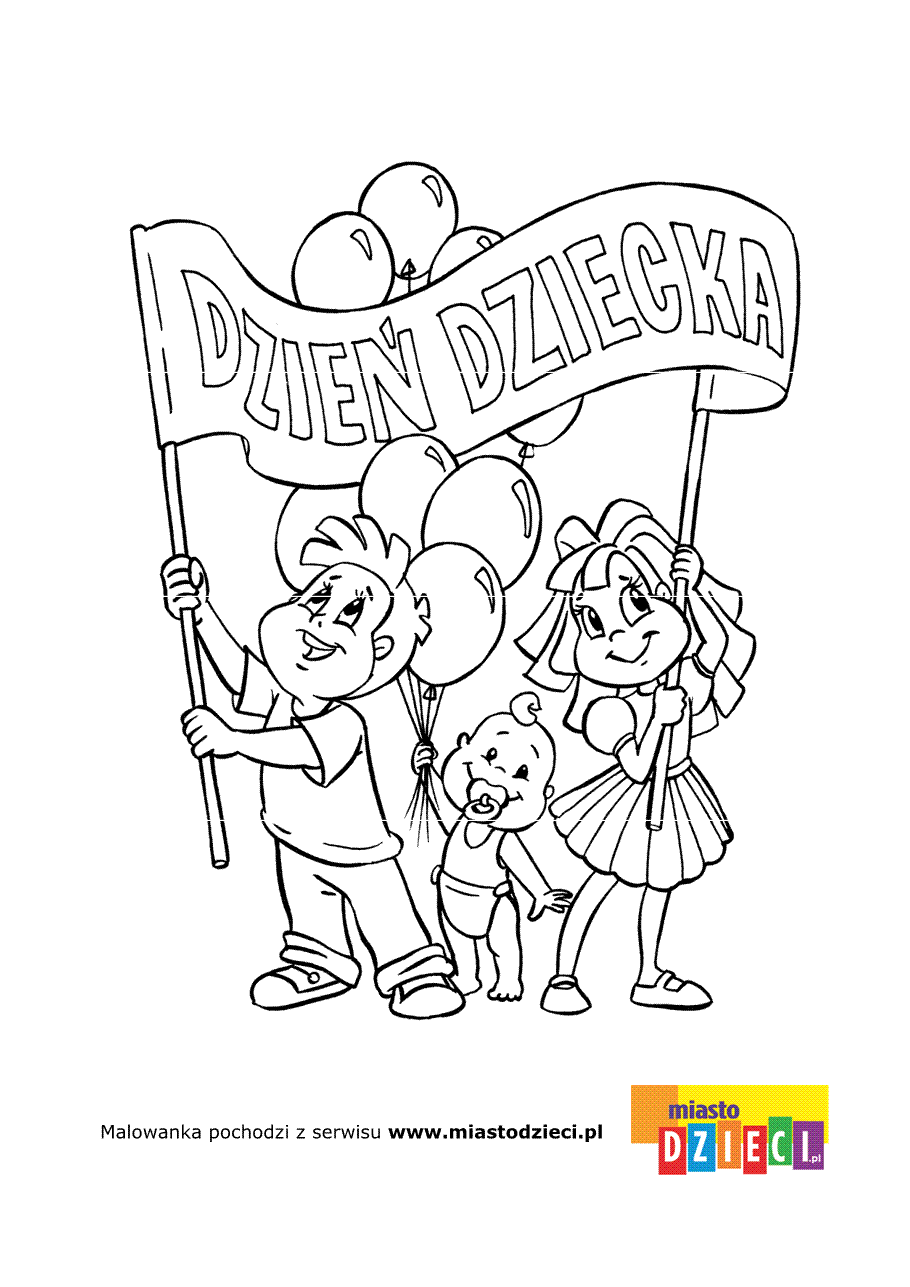 DZIEŃ DZIECKA
Malowanka pochodzi z serwisu www.miastodzieci.pl
miasto
DZIECI.pl